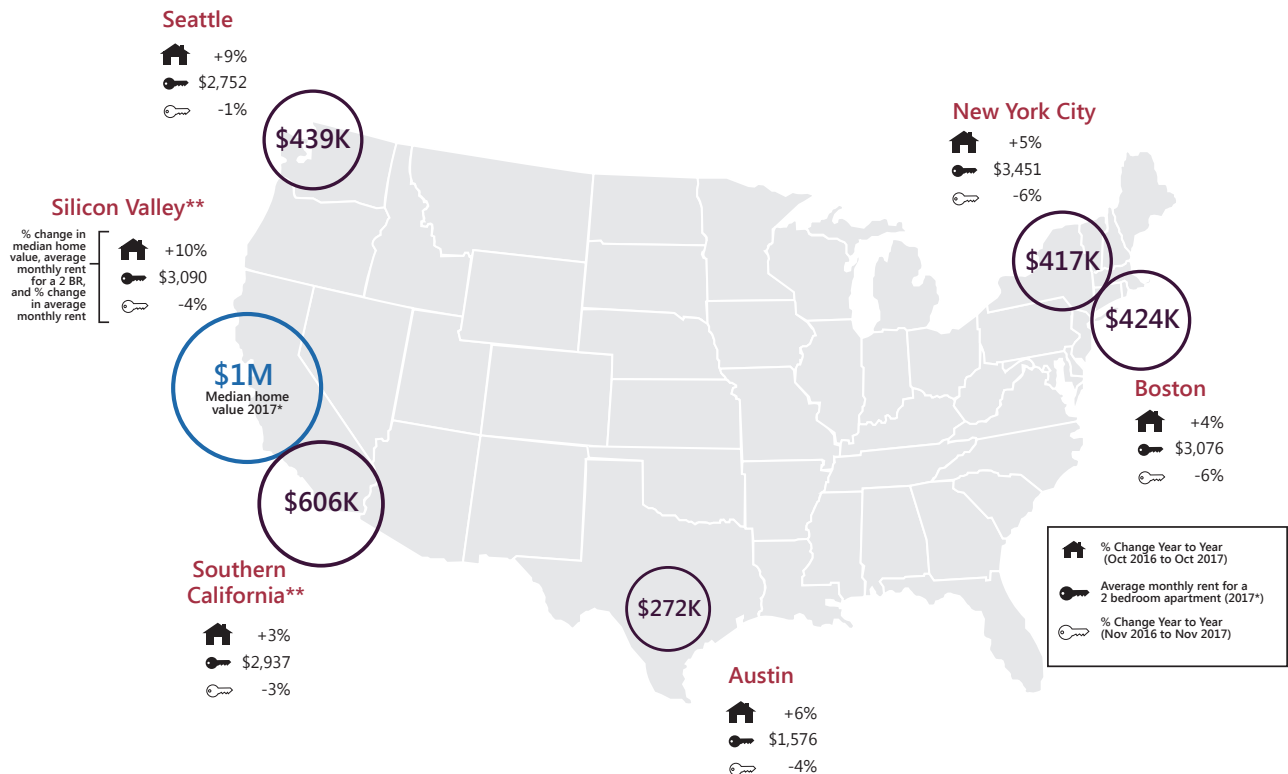 Seattle
+9%
$2,752
-1%
$439K
New York City
+5%
$3,451
-6%
$417K
Silicon Valley**
% change in
median home
value, average
monthly rent
for a 2 BR,
and % change
in average
monthly rent
+10%
$3,090
-4%
$1M
Median home
value 2017*
$424K
Boston
+4%
$3,076
-6%
$606K
Southern
California**
+3%
$2,937
-3%
$272K
Austin
+6%
$1,576
-4%
% Change Year to Year
(Oct 2016 to Oct 2017)
Average monthly rent for a
2 bedroom apartment (2017*)
% Change Year to Year
(Nov 2016 to Nov 2017)